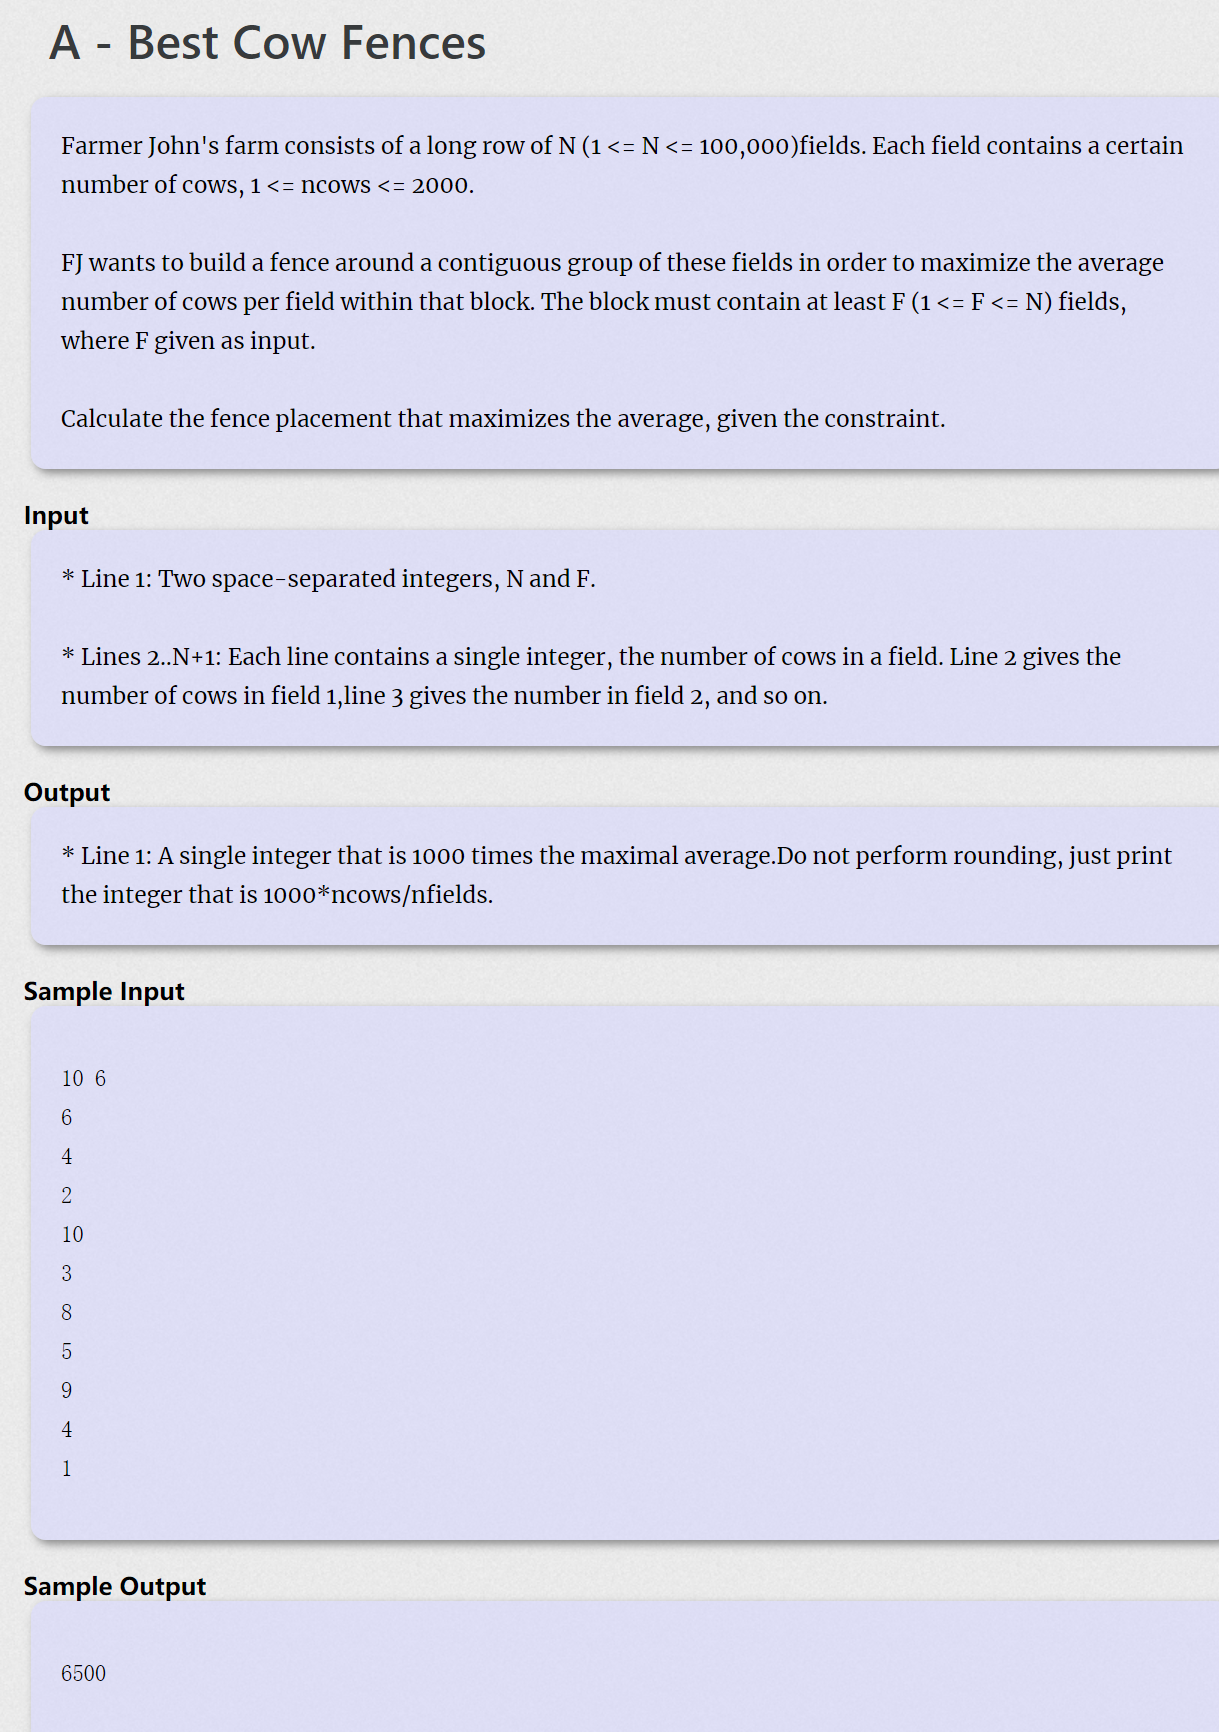 A - Best Cow Fences
Farmer John's farm consists of a long row of N (1 <= N <= 100,000)fields. Each field contains a certain
number of cows, 1 <= ncows <= 2000.
FJ wants to build a fence around a contiguous group of these fields in order to maximize the average
number of cows per field within that block. The block must contain at least F (1 <= F <= N) fields,
where F given as input.
Calculate the fence placement that maximizes the average, given the constraint.
Input
* Line 1: Two space-separated integers, N and F.
* Lines 2..N+1: Each line contains a single integer, the number of cows in a field. Line 2 gives the
number of cows in field 1,line 3 gives the number in field 2, and so on.
Output
* Line 1: A single integer that is 1000 times the maximal average.Do not perform rounding, just print
the integer that is 1000*ncows/nfields.
Sample Input
10 6
6
4
2
10
3
8
5
9
4
1
Sample Output
6500